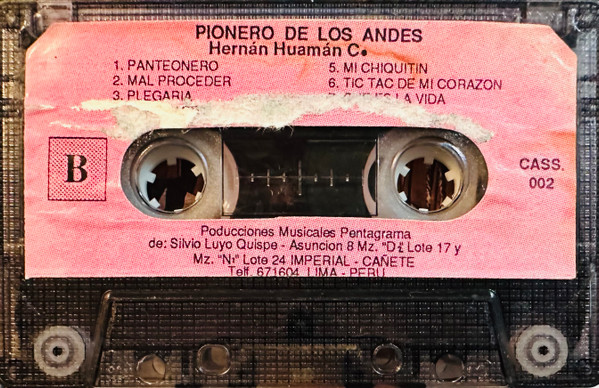 PIONERO DE LOS ANDES
Hernán Huamán C.
1. PANTEONERO
2. MAL PROCEDER
3. PLEGARIA
5. MI CHIQUITIN
6. TIC TAC DE MI CORAZON
LA VIDA
B
CASS.
002
Poducciones Musicales Pentagrama
de: Silvio Luyo Quispe - Asuncion 8 Mz. "D" Lote 17 y
Mz. "N" Lote 24 IMPERIAL - CAÑETE
Telf. 671604 LIMA - PERU